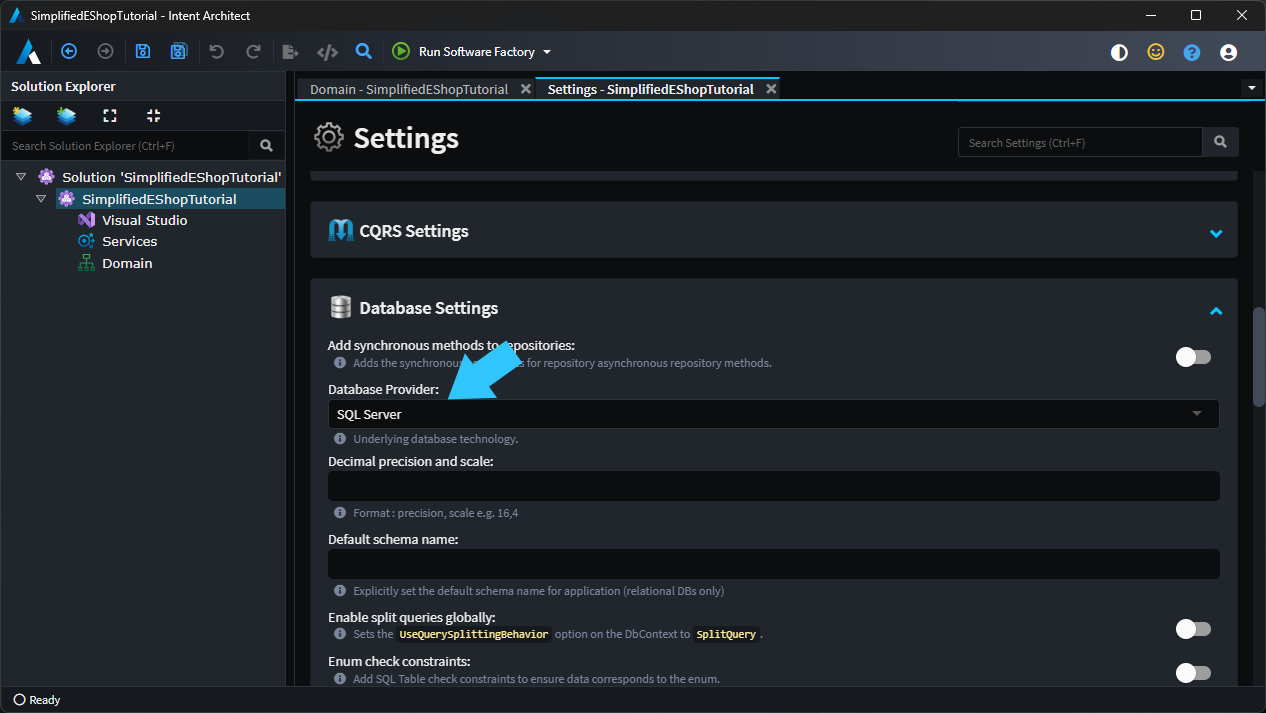 SimplifiedEShopTutorial - Intent Architect
Run Software Factory
Solution Explorer
Search Solution Explorer (Ctrl+F)
Solution 'SimplifiedEShopTutorial'
SimplifiedEShopTutorial
Visual Studio
Services
Domain
Domain - SimplifiedEShopTutorial
Settings - SimplifiedEShopTutorial
Settings
Search Settings (Ctrl+F)
CQRS Settings
Database Settings
Add synchronous methods to repositories:
Adds the synchronous for repository asynchronous repository methods.
Database Provider:
SQL Server
Underlying database technology.
Decimal precision and scale:
Format : precision, scale e.g. 16,4
Default schema name:
Explicitly set the default schema name for application (relational DBs only)
Enable split queries globally:
Sets the UseQuerySplittingBehavior option on the DbContext to SplitQuery .
Enum check constraints:
Add SQL Table check constraints to ensure data corresponds to the enum.
Ready